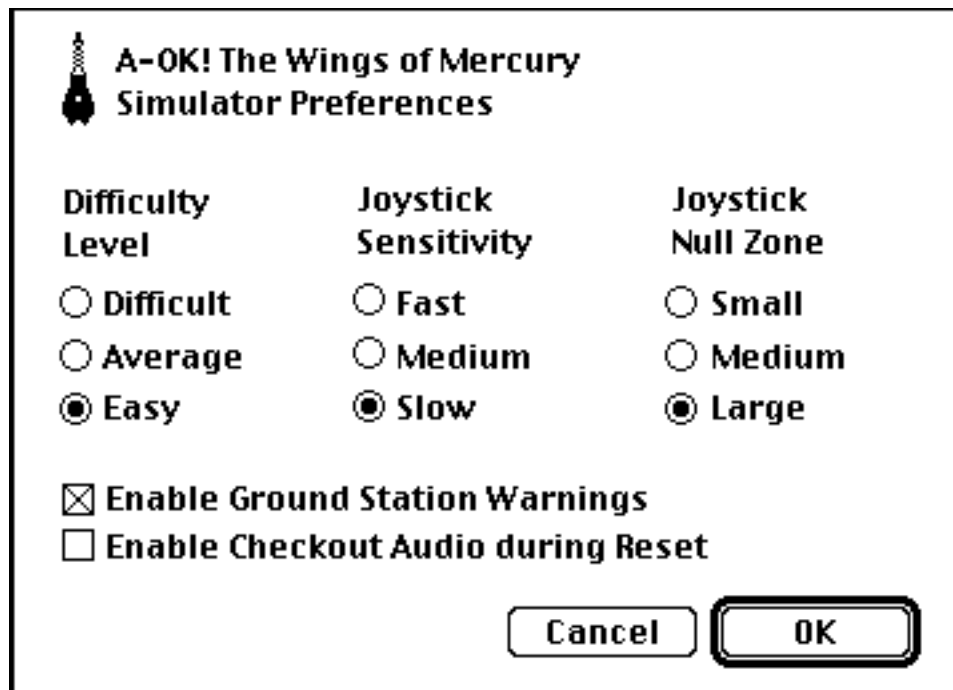 A-OK! The Wings of Mercury
Simulator Preferences
Difficulty
Level
Difficult
Average
Easy
Joystick
Sensitivity
Fast
Medium
Slow
Joystick
Null Zone
Small
Medium
Large
Enable Ground Station Warnings
Enable Checkout Audio during Reset
Cancel
OK